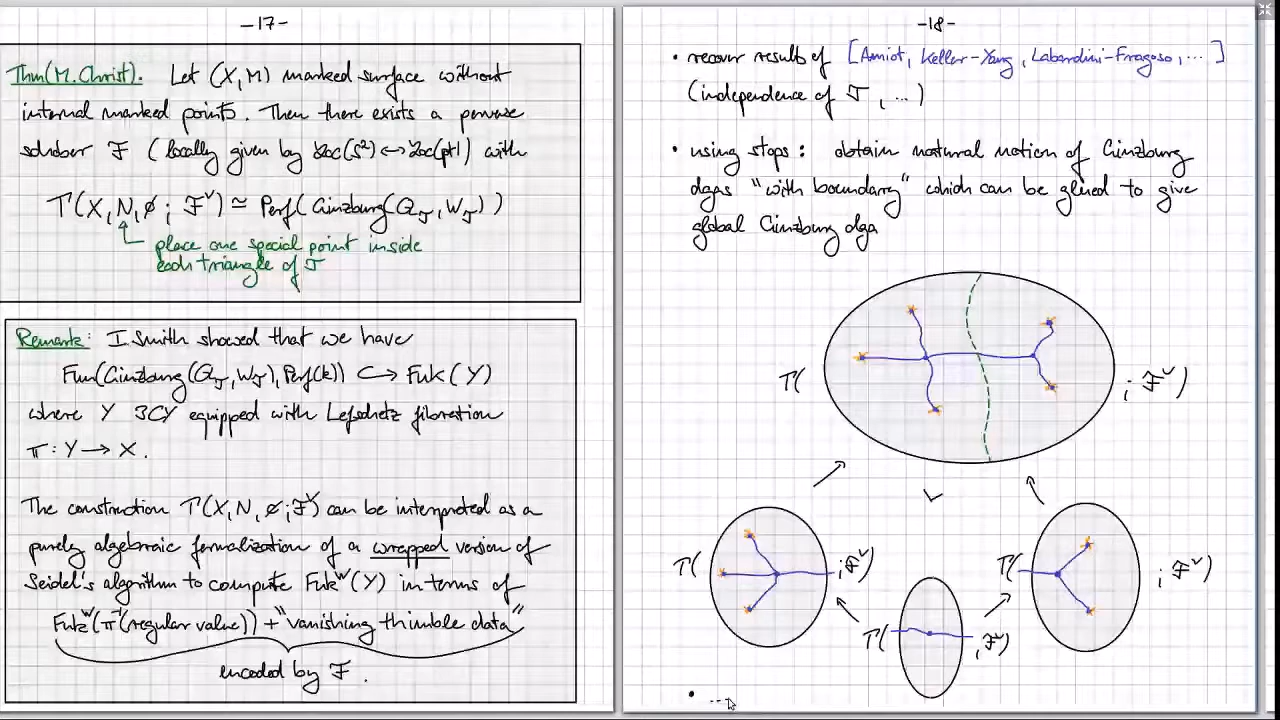 -17-
Thm (M. Christ). Let (X,M) marked surface without
internal marked points. Then there exists a perverse
schober F (locally given by Loc(S²) ↔ Loc(pt)) with
Γ(X, N, ∅ ; F^∨) ≃ Perf(Ginzburg(Q_T, W_T))
place one special point inside
each triangle of T
Remark: I. Smith showed that we have
Fun(Ginzburg(Q_T, W_T), Perf(k)) ↪ Fuk(Y)
where Y 3CY equipped with Lefschetz fibration
π : Y → X.
The construction Γ(X, N, ∅ ; F^∨) can be interpreted as a
purely algebraic formalization of a wrapped version of
Seidel's algorithm to compute Fuk^w(Y) in terms of
Fuk^w(π^-1(regular value)) + "vanishing thimble data"
encoded by F.
-18-
• recover result of [Amiot, Keller-Yang, Labardini-Fragoso, ...]
(independence of T, ...)
• using stops: obtain natural notion of Ginzburg
dgas "with boundary" which can be glued to give
global Ginzburg dga
Γ( ; F^∨)
Γ( ; F^∨) Γ( ; F^∨)
Γ( , F^∨)
• ...